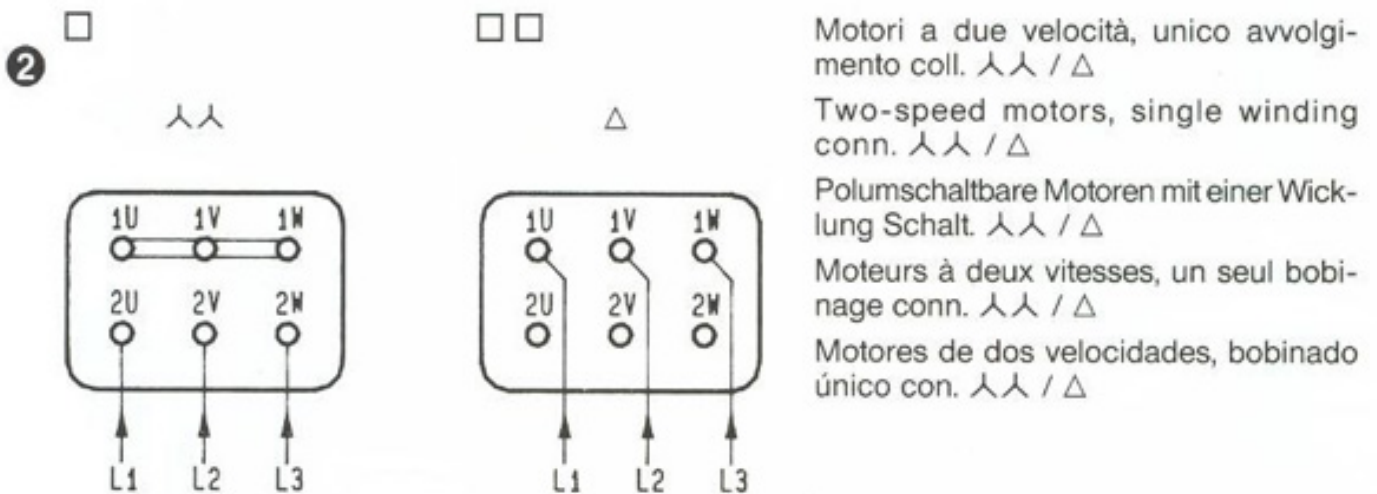 2
1U 1V 1W
2U 2V 2W
L1 L2 L3
1U 1V 1W
2U 2V 2W
L1 L2 L3
Motori a due velocità, unico avvolgi-
mento coll. ⅄⅄ / △
Two-speed motors, single winding
conn. ⅄⅄ / △
Polumschaltbare Motoren mit einer Wick-
lung Schalt. ⅄⅄ / △
Moteurs à deux vitesses, un seul bobi-
nage conn. ⅄⅄ / △
Motores de dos velocidades, bobinado
único con. ⅄⅄ / △